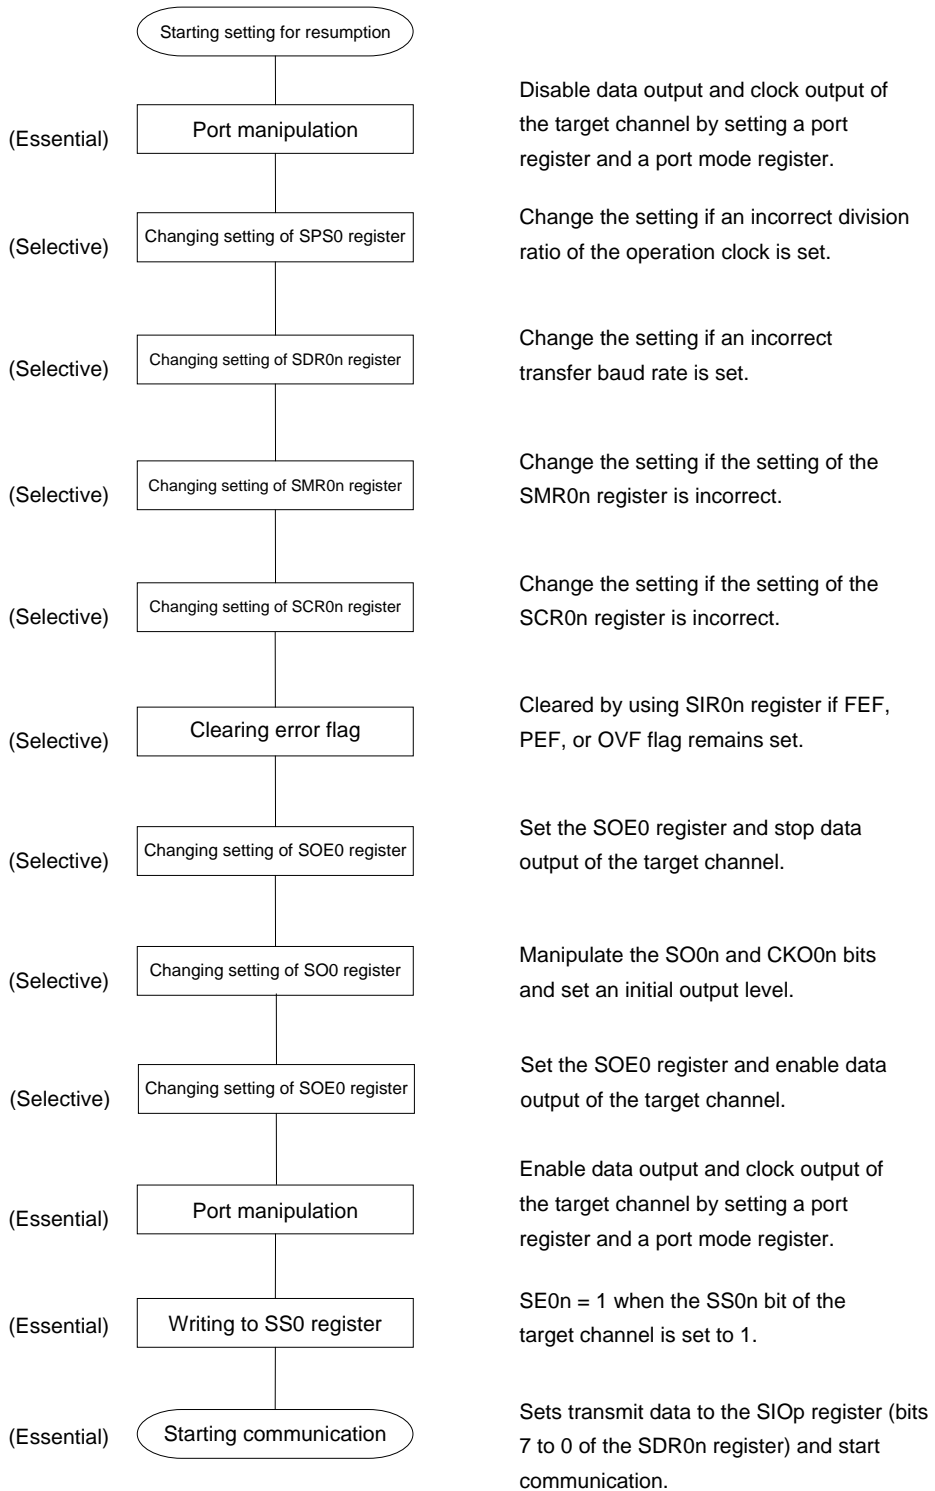 Starting setting for resumption
(Essential)
Port manipulation
Disable data output and clock output of
the target channel by setting a port
register and a port mode register.
(Selective)
Changing setting of SPS0 register
Change the setting if an incorrect division
ratio of the operation clock is set.
(Selective)
Changing setting of SDR0n register
Change the setting if an incorrect
transfer baud rate is set.
(Selective)
Changing setting of SMR0n register
Change the setting if the setting of the
SMR0n register is incorrect.
(Selective)
Changing setting of SCR0n register
Change the setting if the setting of the
SCR0n register is incorrect.
(Selective)
Clearing error flag
Cleared by using SIR0n register if FEF,
PEF, or OVF flag remains set.
(Selective)
Changing setting of SOE0 register
Set the SOE0 register and stop data
output of the target channel.
(Selective)
Changing setting of SO0 register
Manipulate the SO0n and CKO0n bits
and set an initial output level.
(Selective)
Changing setting of SOE0 register
Set the SOE0 register and enable data
output of the target channel.
(Essential)
Port manipulation
Enable data output and clock output of
the target channel by setting a port
register and a port mode register.
(Essential)
Writing to SS0 register
SE0n = 1 when the SS0n bit of the
target channel is set to 1.
(Essential)
Starting communication
Sets transmit data to the SIOp register (bits
7 to 0 of the SDR0n register) and start
communication.